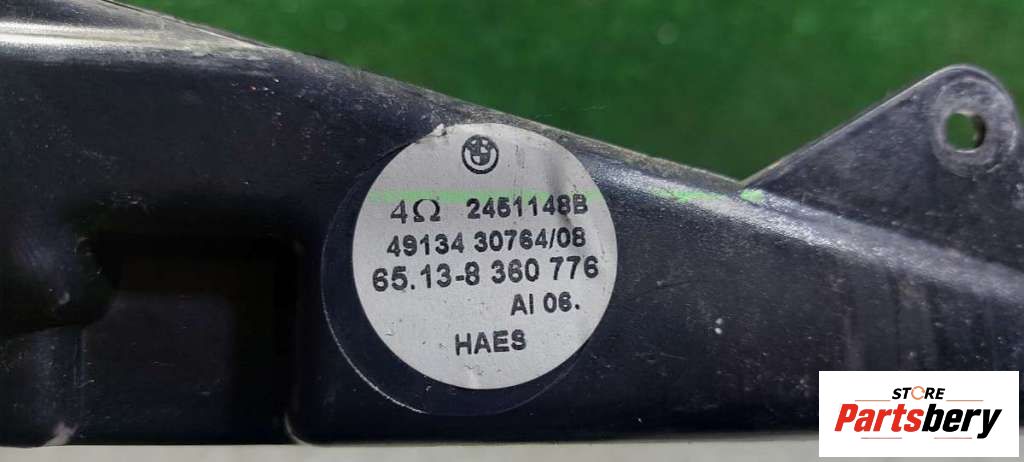 4Ω 2451148B
49134 30764/08
65.13-8 360 776
AI 06.
HAES
STORE
Partsbery